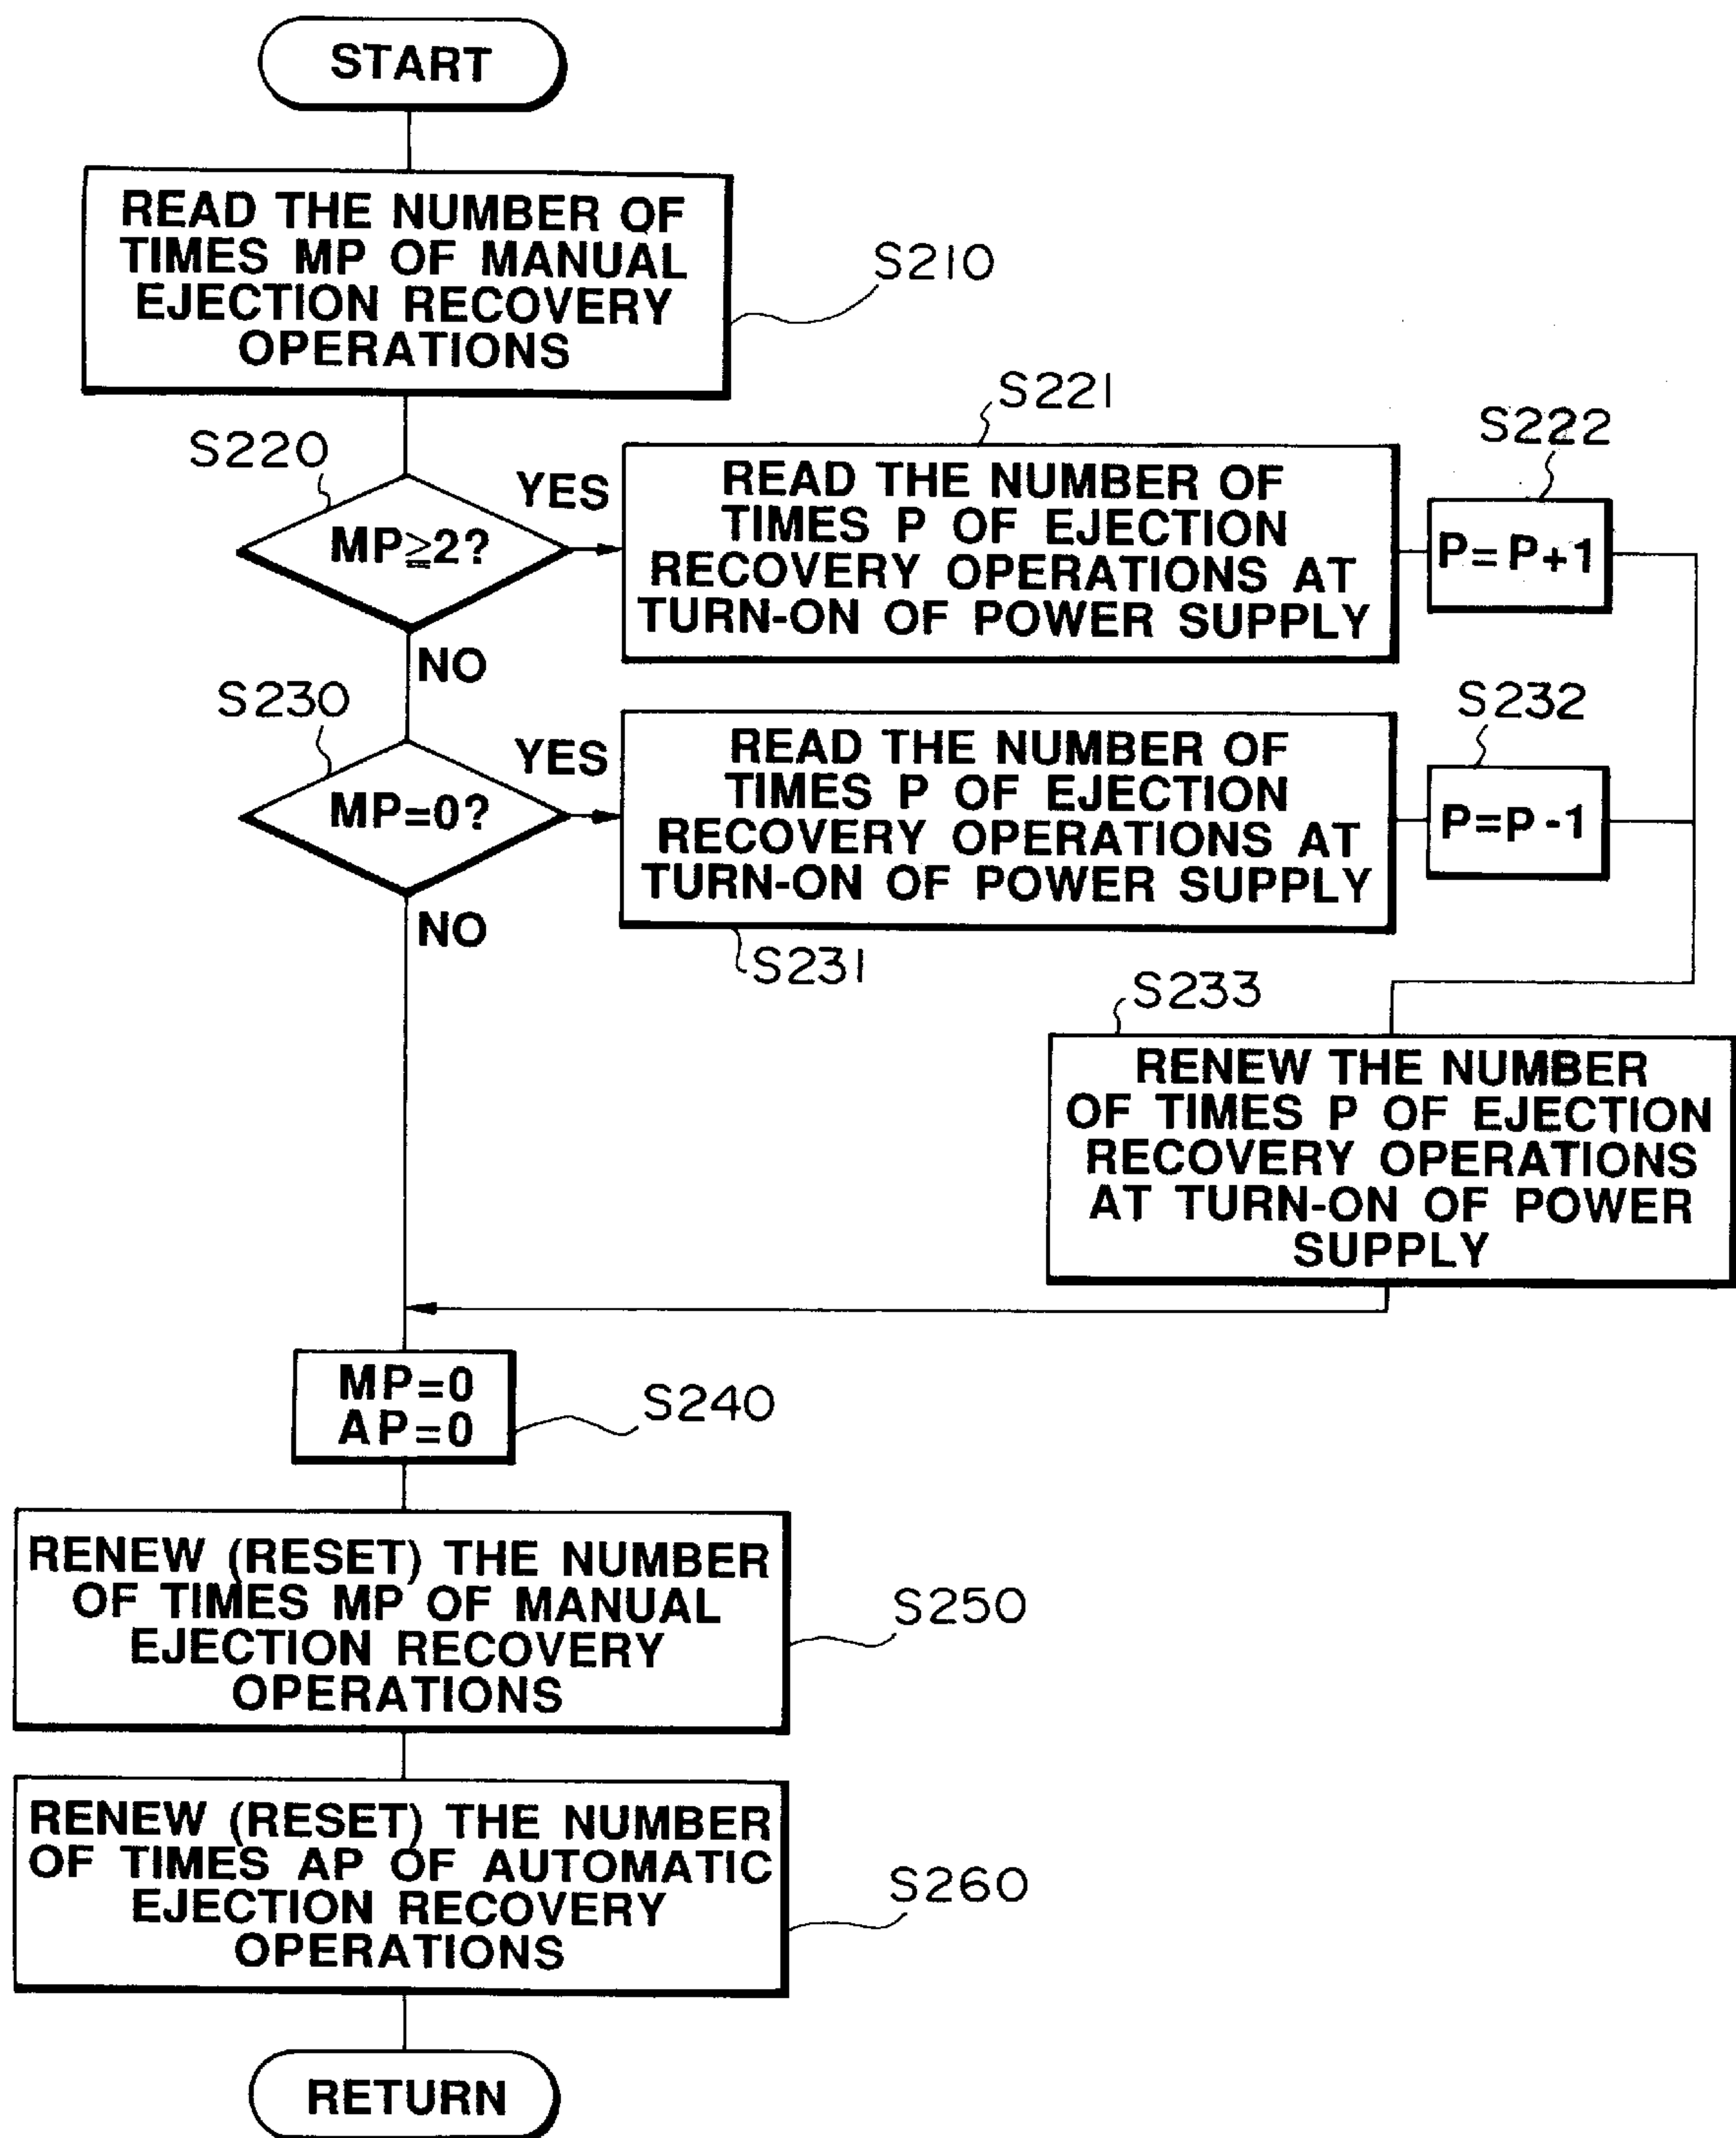 START
READ THE NUMBER OF
TIMES MP OF MANUAL
EJECTION RECOVERY
OPERATIONS
S210
S220
MP≧2?
YES
NO
S221
READ THE NUMBER OF
TIMES P OF EJECTION
RECOVERY OPERATIONS AT
TURN-ON OF POWER SUPPLY
S222
P=P+1
S230
MP=0?
YES
NO
READ THE NUMBER OF
TIMES P OF EJECTION
RECOVERY OPERATIONS AT
TURN-ON OF POWER SUPPLY
S231
S232
P=P-1
S233
RENEW THE NUMBER
OF TIMES P OF EJECTION
RECOVERY OPERATIONS
AT TURN-ON OF POWER
SUPPLY
MP=0
AP=0
S240
RENEW (RESET) THE NUMBER
OF TIMES MP OF MANUAL
EJECTION RECOVERY
OPERATIONS
S250
RENEW (RESET) THE NUMBER
OF TIMES AP OF AUTOMATIC
EJECTION RECOVERY
OPERATIONS
S260
RETURN